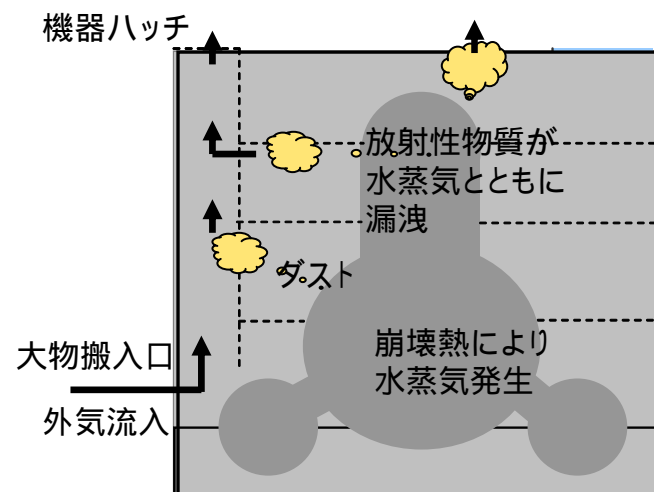 機器ハッチ
放射性物質が
水蒸気とともに
漏洩
ダスト
崩壊熱により
水蒸気発生
大物搬入口
外気流入